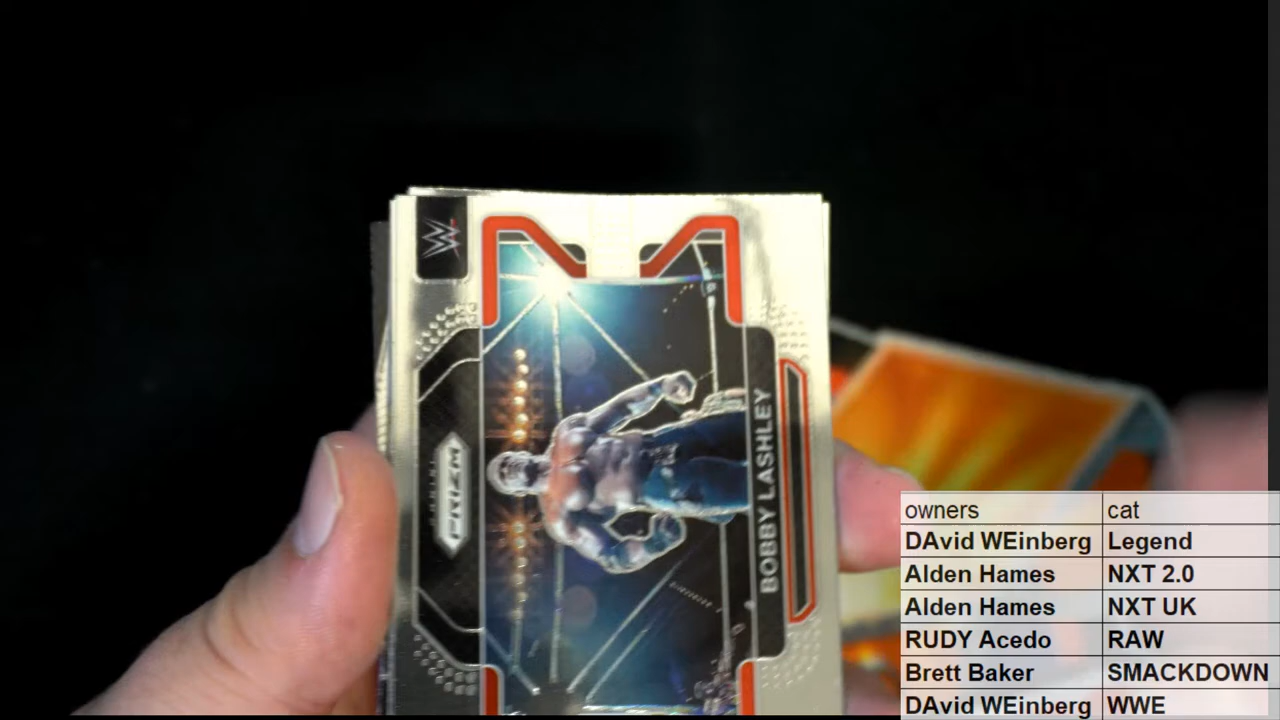 W
PRIZM
BOBBY LASHLEY
owners cat
DAvid WEinberg Legend
Alden Hames NXT 2.0
Alden Hames NXT UK
RUDY Acedo RAW
Brett Baker SMACKDOWN
DAvid WEinberg WWE